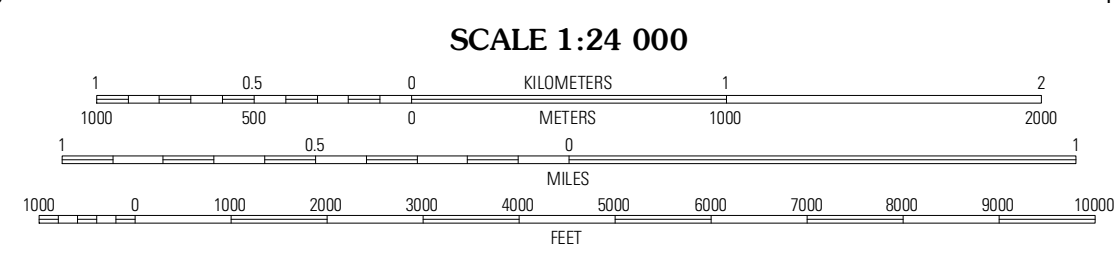 SCALE 1:24 000
1 0.5 0 KILOMETERS 1 2
1000 500 0 METERS 1000 2000
1 0.5 0 1
MILES
1000 0 1000 2000 3000 4000 5000 6000 7000 8000 9000 10000
FEET